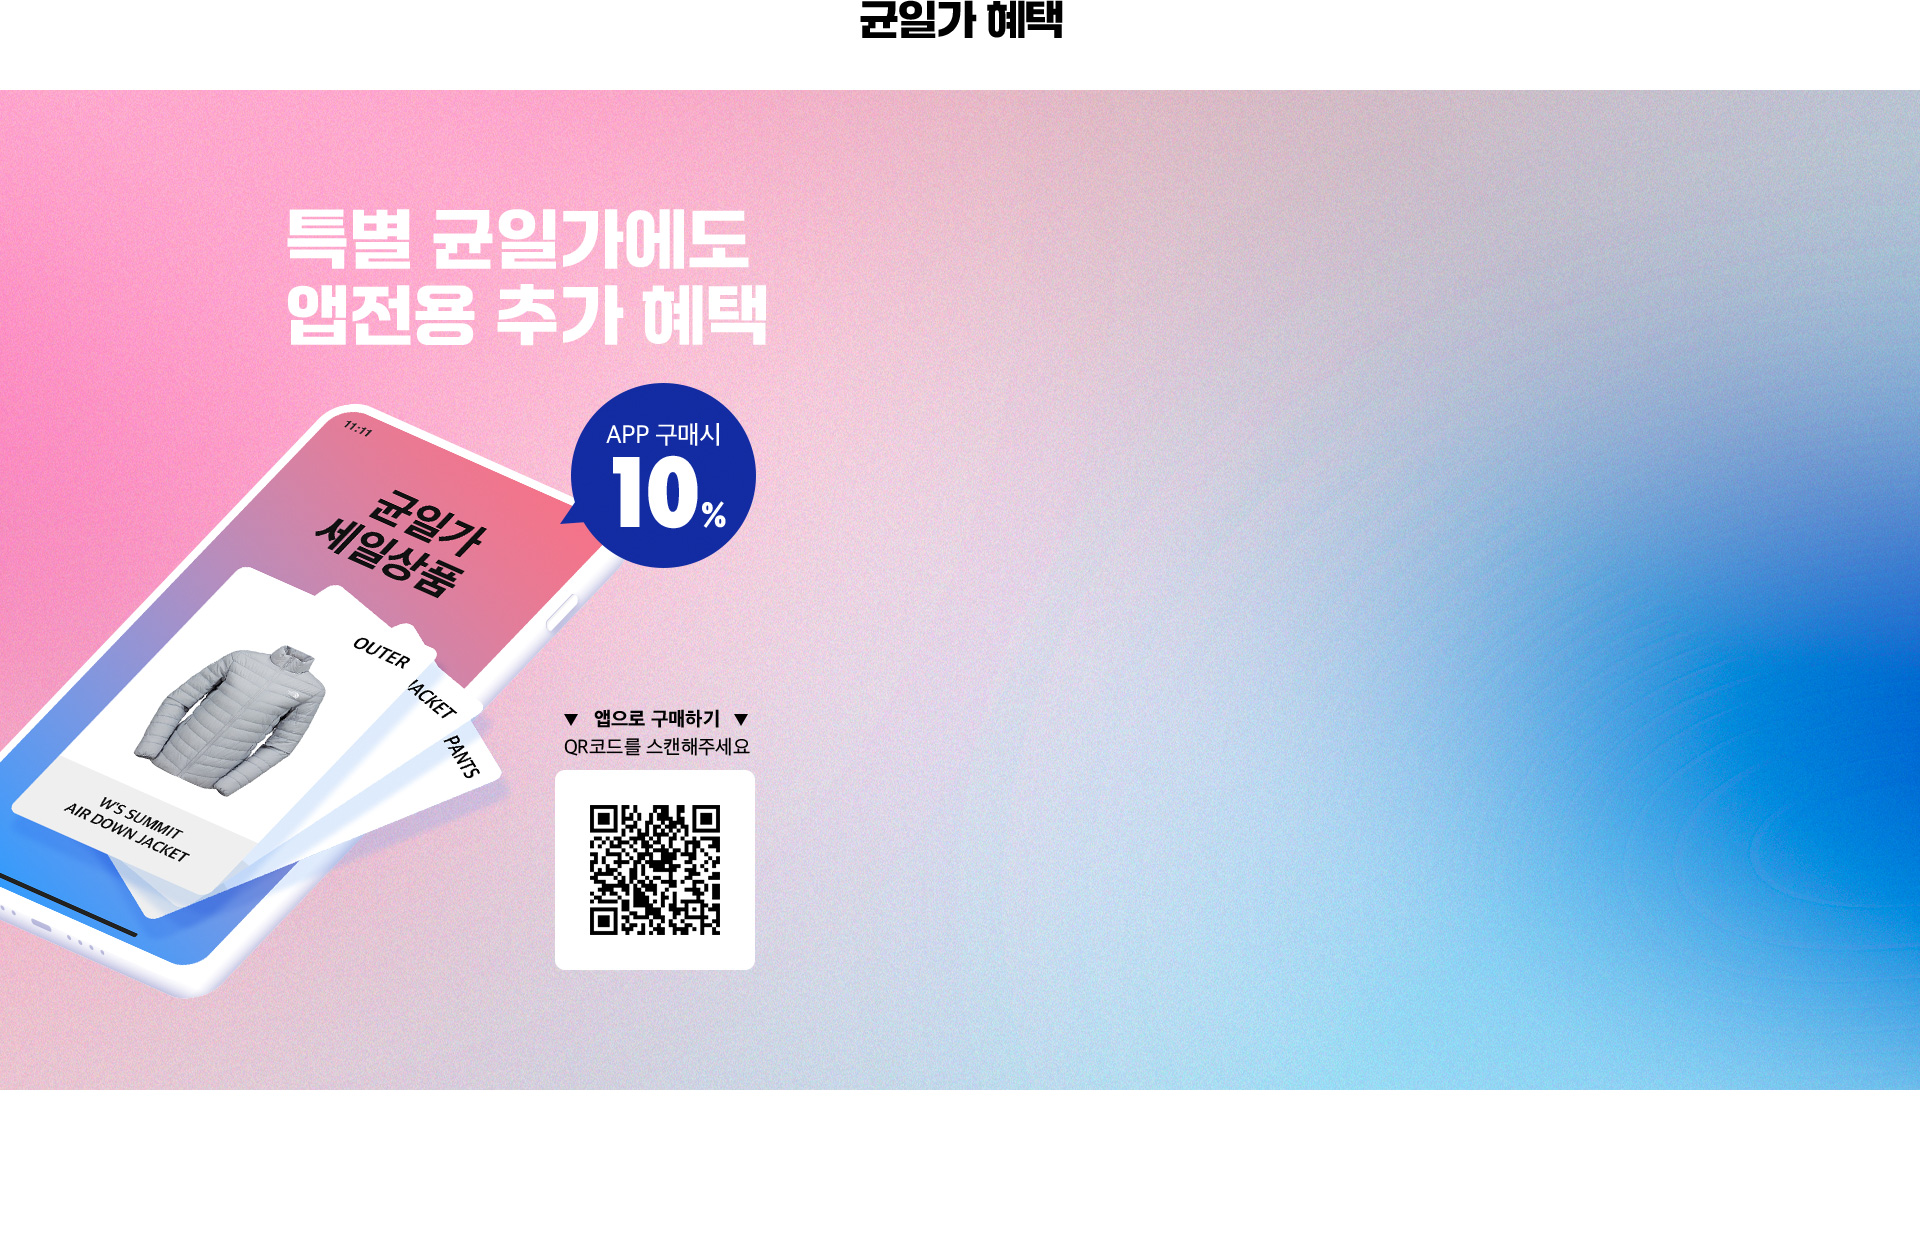 균일가 혜택
특별 균일가에도
앱전용 추가 혜택
APP 구매시
10%
11:11
균일가
세일상품
OUTER
JACKET
PANTS
W'S SUMMIT
AIR DOWN JACKET
▼ 앱으로 구매하기 ▼
QR코드를 스캔해주세요